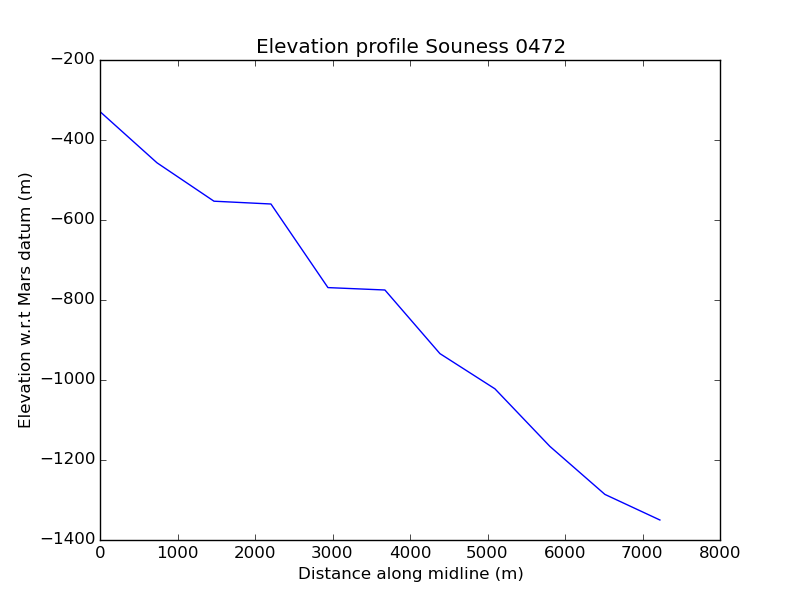 Elevation profile Souness 0472
−200
−400
−600
−800
−1000
−1200
−1400
Elevation w.r.t Mars datum (m)
0 1000 2000 3000 4000 5000 6000 7000 8000
Distance along midline (m)